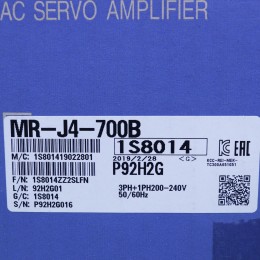 AC SERVO AMPLIFIER
MR-J4-700B
1S8014
M/C: 1S801419022801
2019/2/28 <G>
F/N: 1S8014ZZ2SLFN
P92H2G
L/N: 92H2G01
G/C: 1S8014
S/N: P92H2G016
3PH+1PH200-240V
50/60Hz
EAC